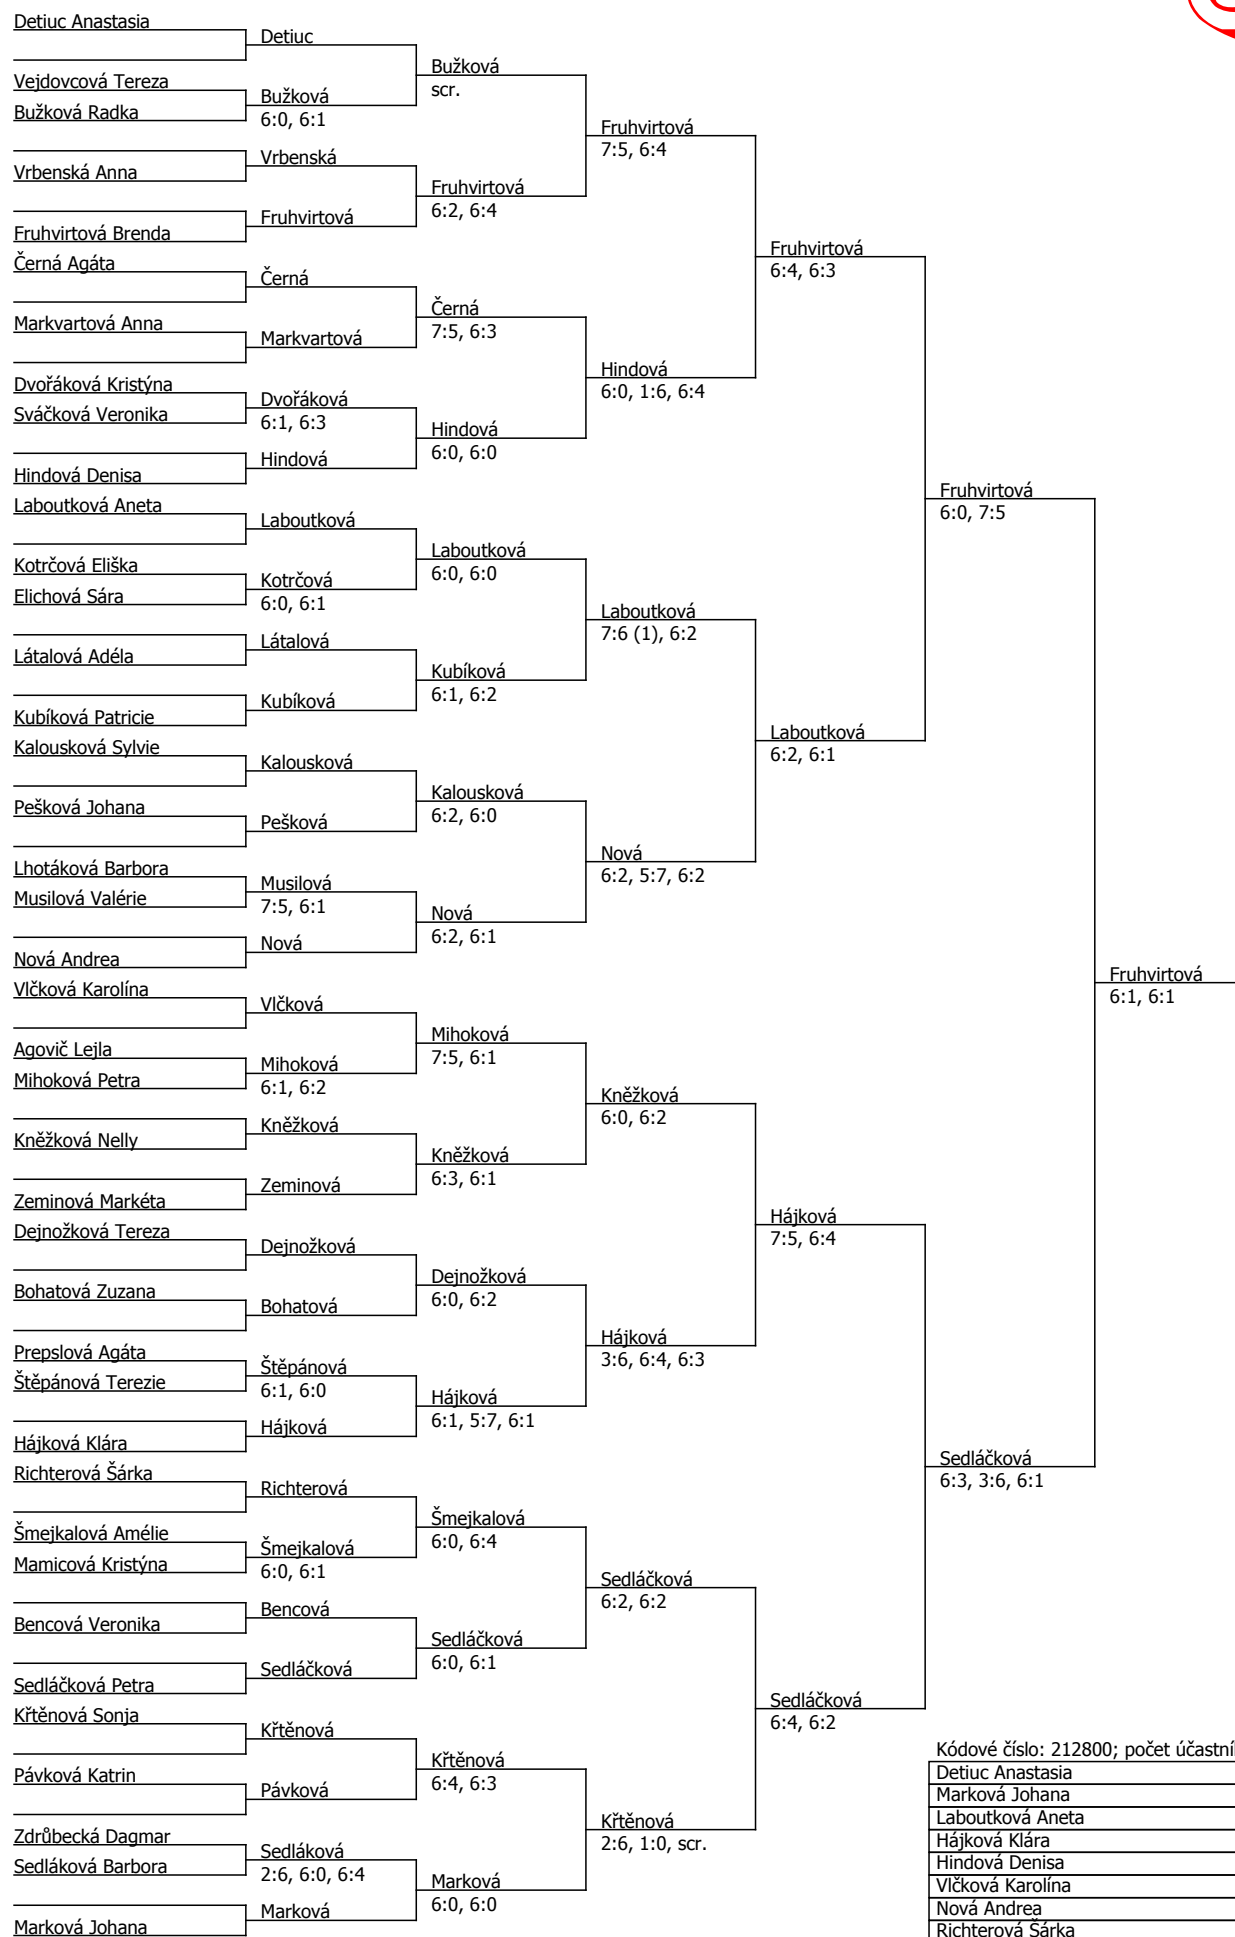 Detiuc Anastasia
Vejdovcová Tereza
Bužková Radka
Vrbenská Anna
Fruhvirtová Brenda
Černá Agáta
Markvartová Anna
Dvořáková Kristýna
Sváčková Veronika
Hindová Denisa
Laboutková Aneta
Kotrčová Eliška
Elichová Sára
Látalová Adéla
Kubíková Patricie
Kalousková Sylvie
Pešková Johana
Lhotáková Barbora
Musilová Valérie
Nová Andrea
Vlčková Karolína
Agovič Lejla
Mihoková Petra
Kněžková Nelly
Zeminová Markéta
Dejnožková Tereza
Bohatová Zuzana
Prepslová Agáta
Štěpánová Terezie
Hájková Klára
Richterová Šárka
Šmejkalová Amélie
Mamicová Kristýna
Bencová Veronika
Sedláčková Petra
Křtěnová Sonja
Pávková Katrin
Zdrůbecká Dagmar
Sedláková Barbora
Marková Johana
Detiuc
Bužková
6:0, 6:1
Vrbenská
Fruhvirtová
Černá
Markvartová
Dvořáková
6:1, 6:3
Hindová
Laboutková
Kotrčová
6:0, 6:1
Látalová
Kubíková
Kalousková
Pešková
Musilová
7:5, 6:1
Nová
Vlčková
Mihoková
6:1, 6:2
Kněžková
Zeminová
Dejnožková
Bohatová
Štěpánová
6:1, 6:0
Hájková
Richterová
Šmejkalová
6:0, 6:1
Bencová
Sedláčková
Křtěnová
Pávková
Sedláková
2:6, 6:0, 6:4
Marková
Bužková
scr.
Fruhvirtová
6:2, 6:4
Černá
7:5, 6:3
Hindová
6:0, 6:0
Laboutková
6:0, 6:0
Kubíková
6:1, 6:2
Kalousková
6:2, 6:0
Nová
6:2, 6:1
Mihoková
7:5, 6:1
Kněžková
6:3, 6:1
Dejnožková
6:0, 6:2
Hájková
6:1, 5:7, 6:1
Šmejkalová
6:0, 6:4
Sedláčková
6:0, 6:1
Křtěnová
6:4, 6:3
Marková
6:0, 6:0
Fruhvirtová
7:5, 6:4
Hindová
6:0, 1:6, 6:4
Laboutková
7:6 (1), 6:2
Nová
6:2, 5:7, 6:2
Kněžková
6:0, 6:2
Hájková
3:6, 6:4, 6:3
Sedláčková
6:2, 6:2
Křtěnová
2:6, 1:0, scr.
Fruhvirtová
6:4, 6:3
Laboutková
6:2, 6:1
Hájková
7:5, 6:4
Sedláčková
6:4, 6:2
Fruhvirtová
6:0, 7:5
Sedláčková
6:3, 3:6, 6:1
Fruhvirtová
6:1, 6:1
Kódové číslo: 212800; počet účastní
Detiuc Anastasia
Marková Johana
Laboutková Aneta
Hájková Klára
Hindová Denisa
Vlčková Karolína
Nová Andrea
Richterová Šárka